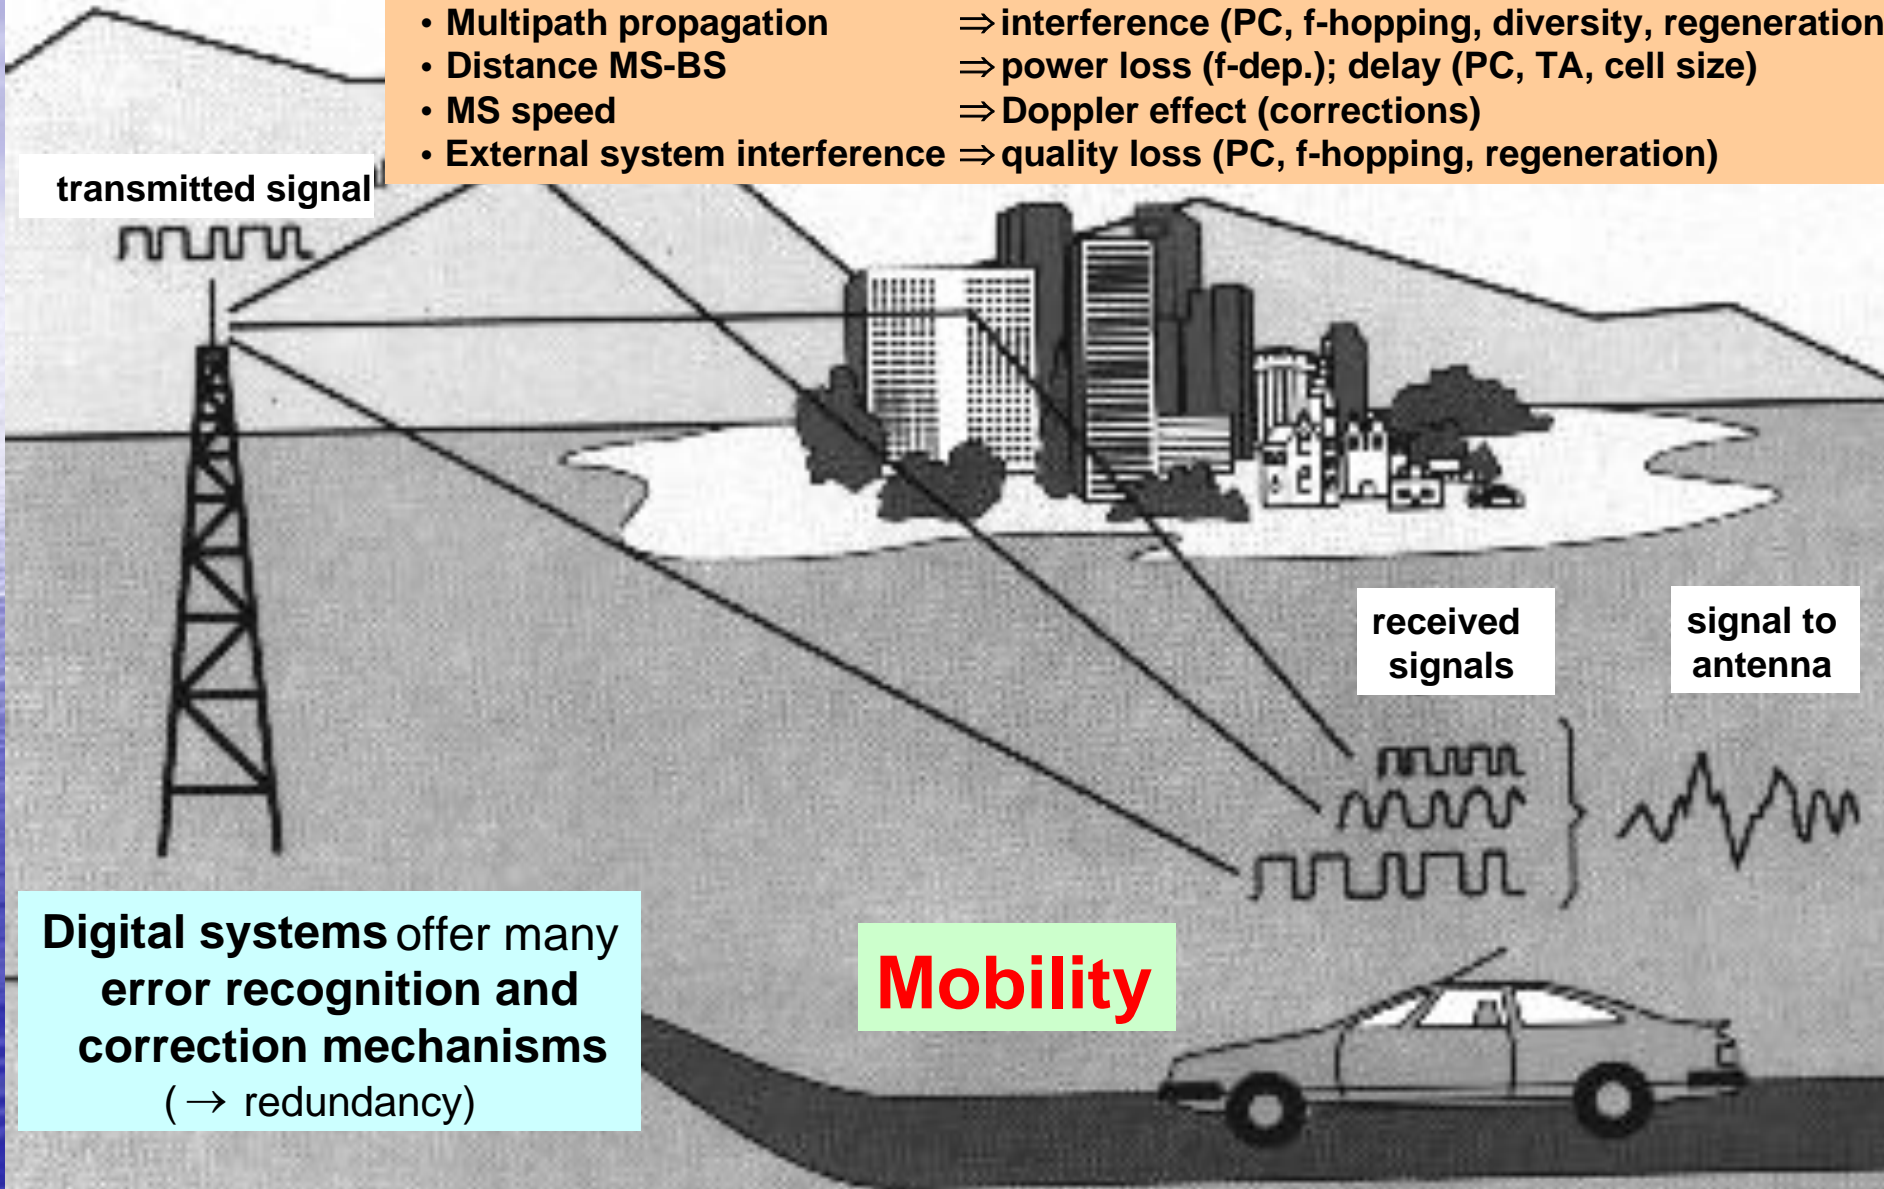 • Multipath propagation ⇒ interference (PC, f-hopping, diversity, regeneration
• Distance MS-BS ⇒ power loss (f-dep.); delay (PC, TA, cell size)
• MS speed ⇒ Doppler effect (corrections)
• External system interference ⇒ quality loss (PC, f-hopping, regeneration)
transmitted signal
received
signals
signal to
antenna
Digital systems offer many
error recognition and
correction mechanisms
( → redundancy)
Mobility